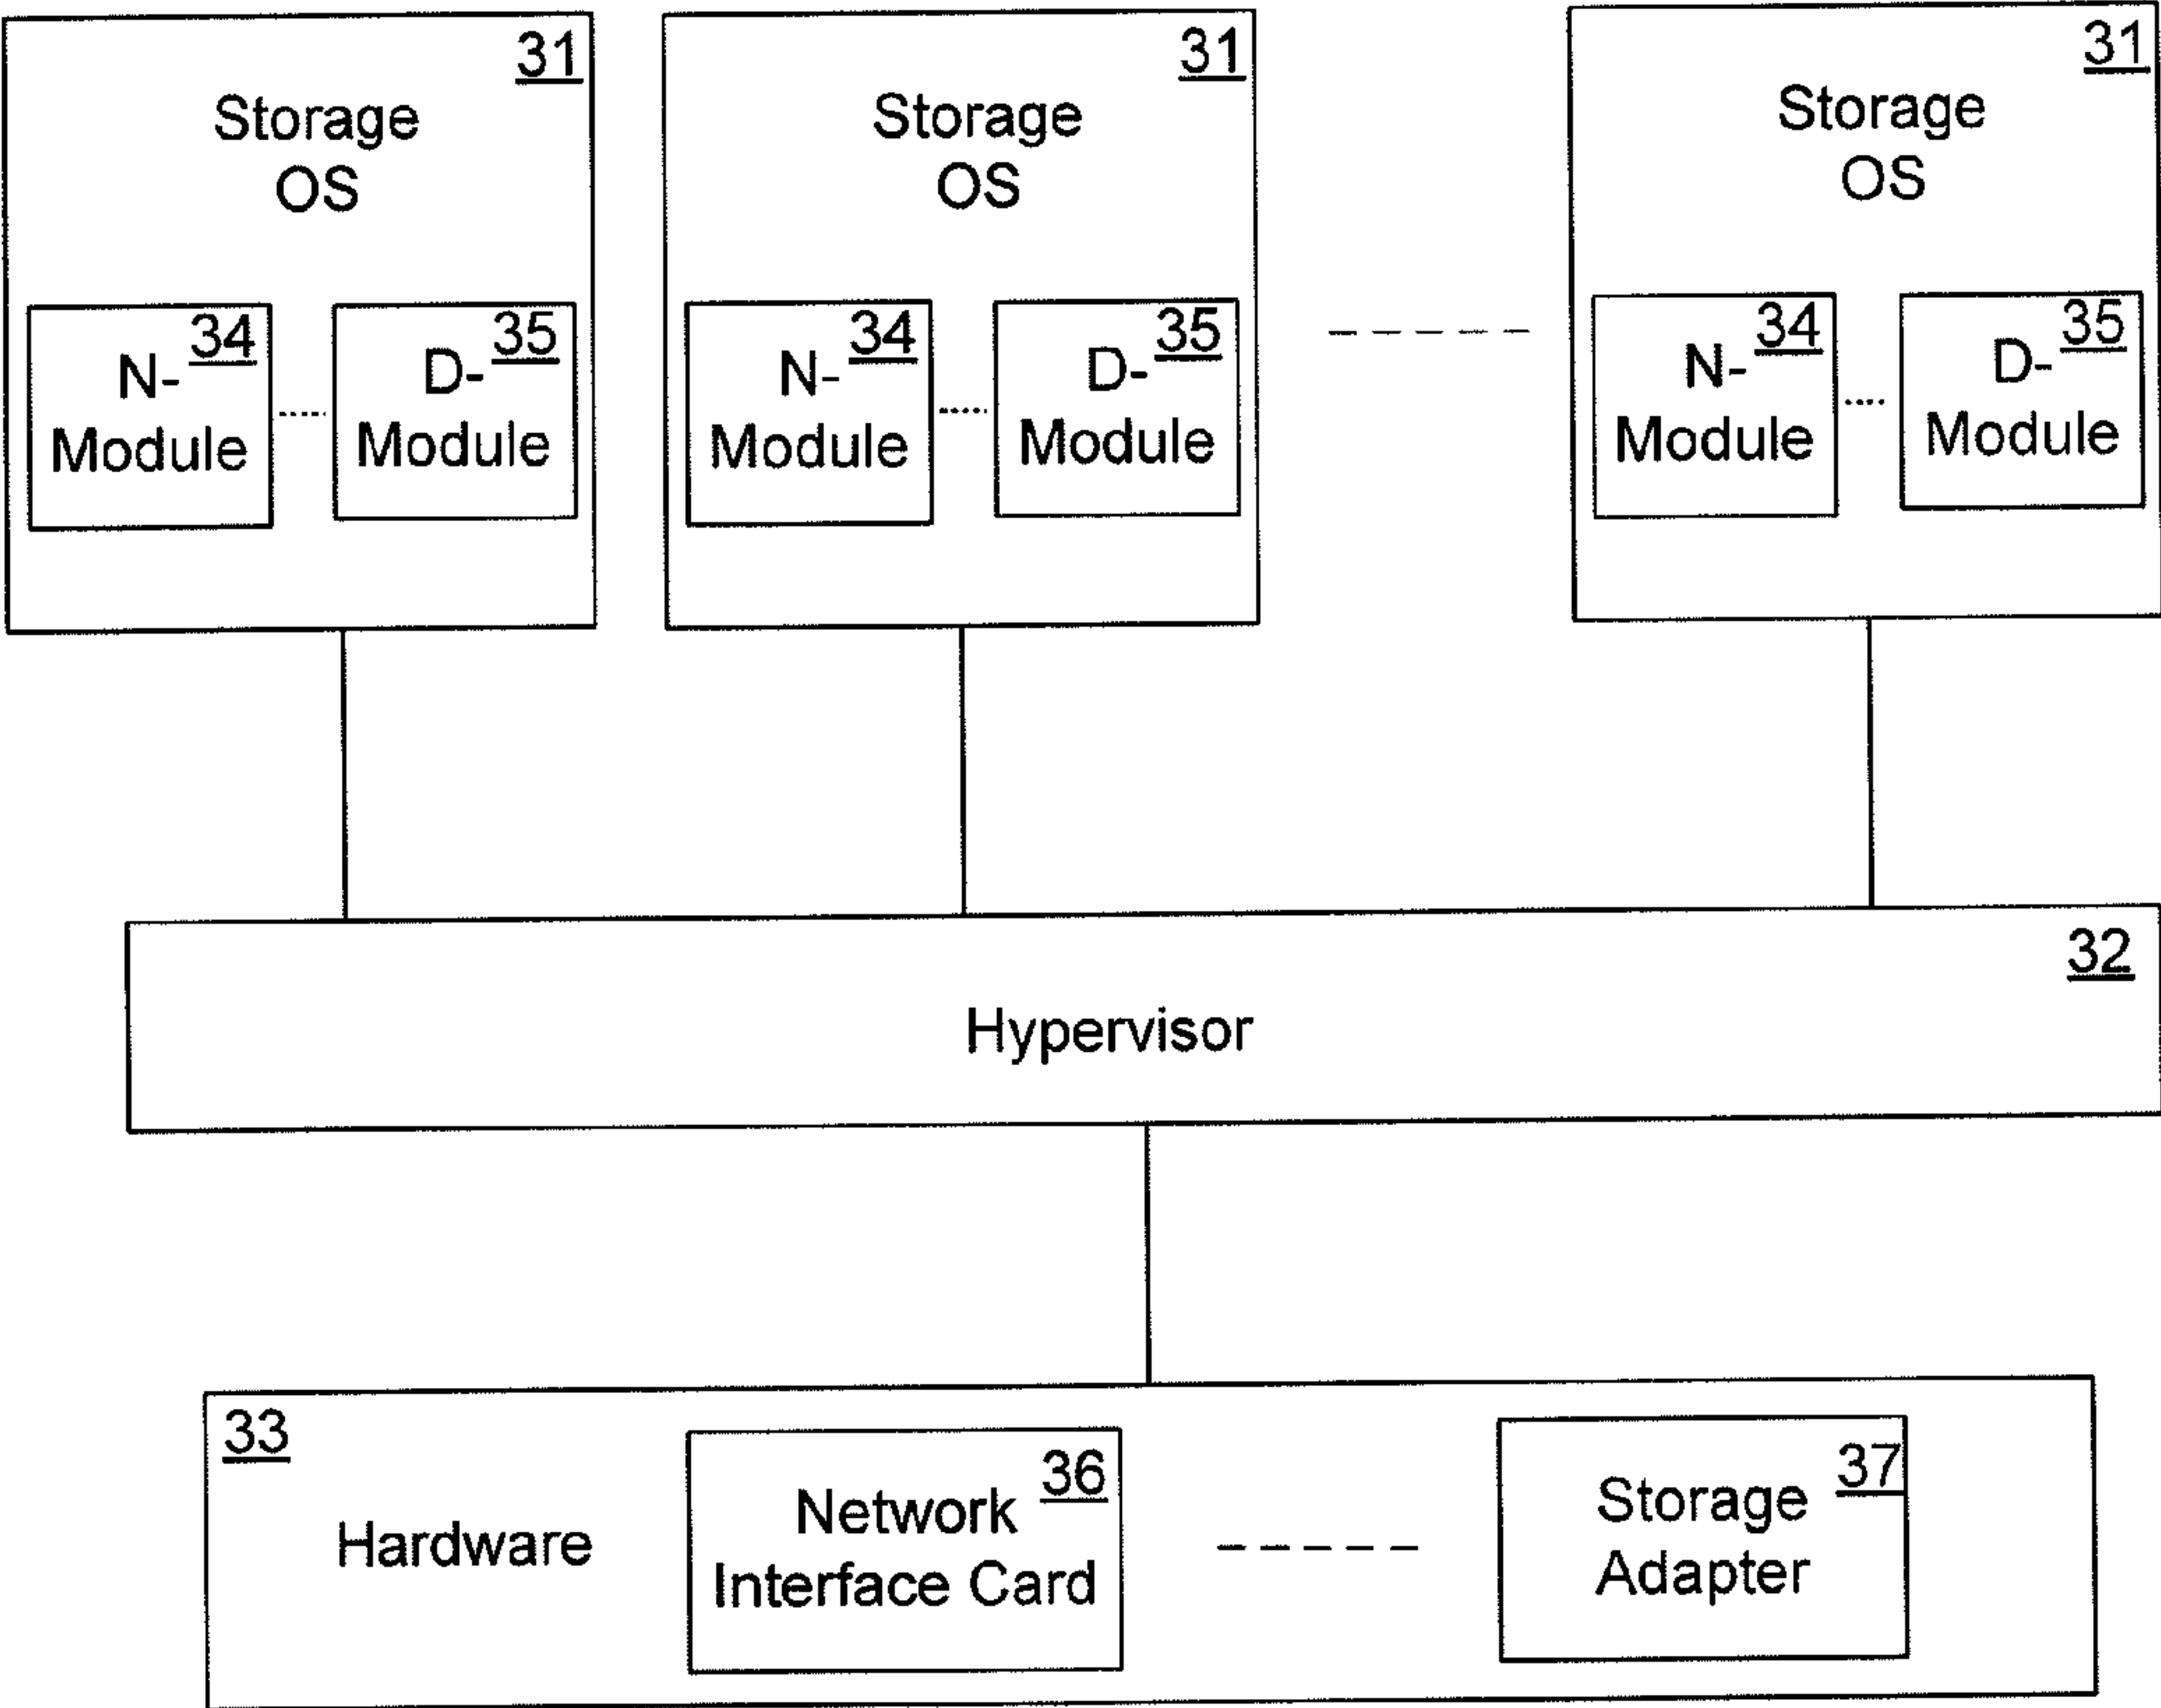 31
Storage
OS
34
N-
Module
35
D-
Module
31
Storage
OS
34
N-
Module
35
D-
Module
31
Storage
OS
34
N-
Module
35
D-
Module
32
Hypervisor
33
Hardware
36
Network
Interface Card
37
Storage
Adapter